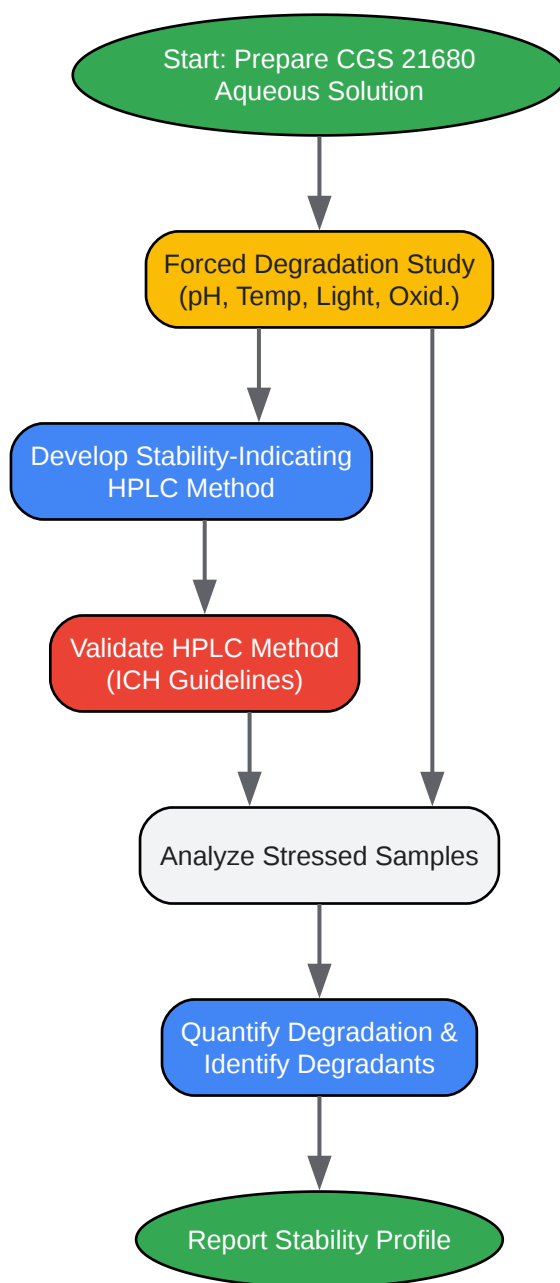 Start: Prepare CGS 21680
Aqueous Solution
Forced Degradation Study
(pH, Temp, Light, Oxid.)
Develop Stability-Indicating
HPLC Method
Validate HPLC Method
(ICH Guidelines)
Analyze Stressed Samples
Quantify Degradation &
Identify Degradants
Report Stability Profile